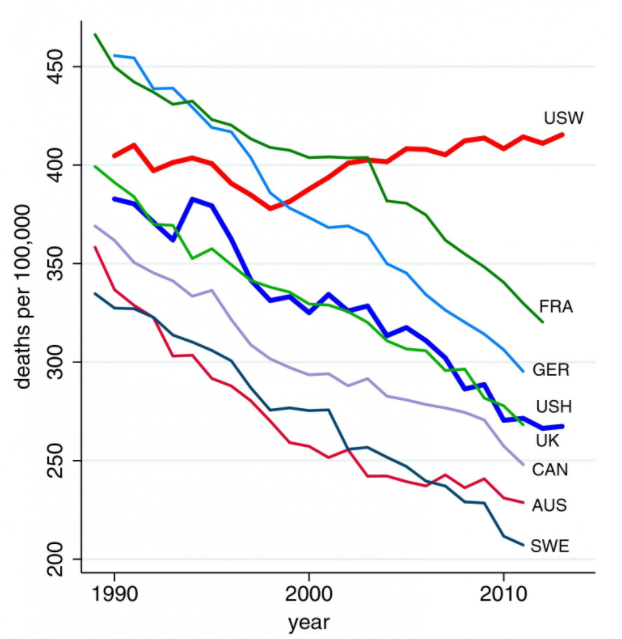 450
400
350
300
250
200
deaths per 100,000
USW
FRA
GER
USH
UK
CAN
AUS
SWE
1990 2000 2010
year